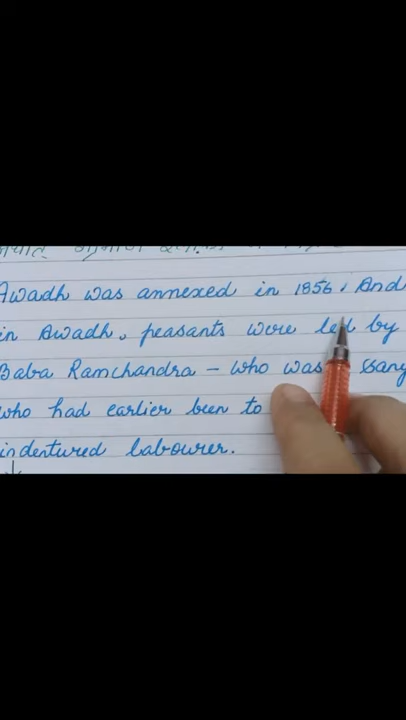 Awadh was annexed in 1856, And
in Awadh, peasants were led by
Baba Ramchandra - who was
who had earlier been to
indentured labourer.